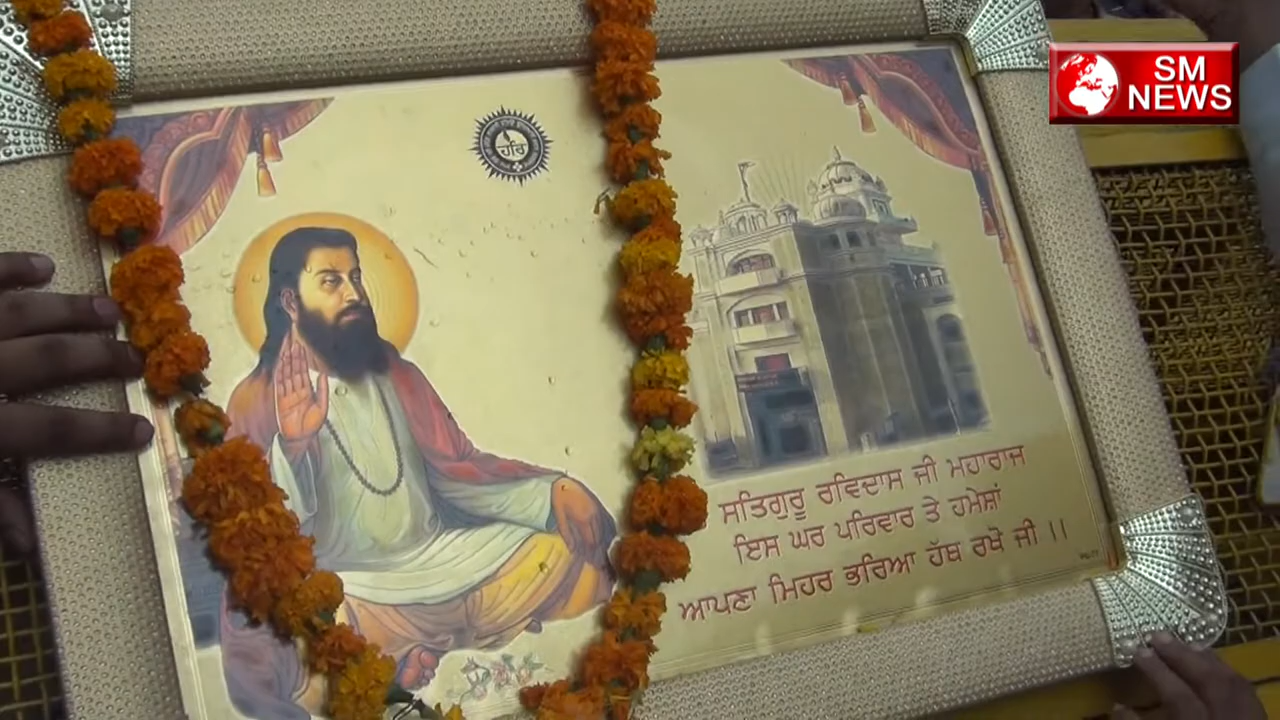 SM
NEWS
ਹਰਿ
ਸਤਿਗੁਰੂ ਰਵਿਦਾਸ ਜੀ ਮਹਾਰਾਜ
ਇਸ ਘਰ ਪਰਿਵਾਰ ਤੇ ਹਮੇਸ਼ਾਂ
ਆਪਣਾ ਮਿਹਰ ਭਰਿਆ ਹੱਥ ਰਖੋ ਜੀ ।।